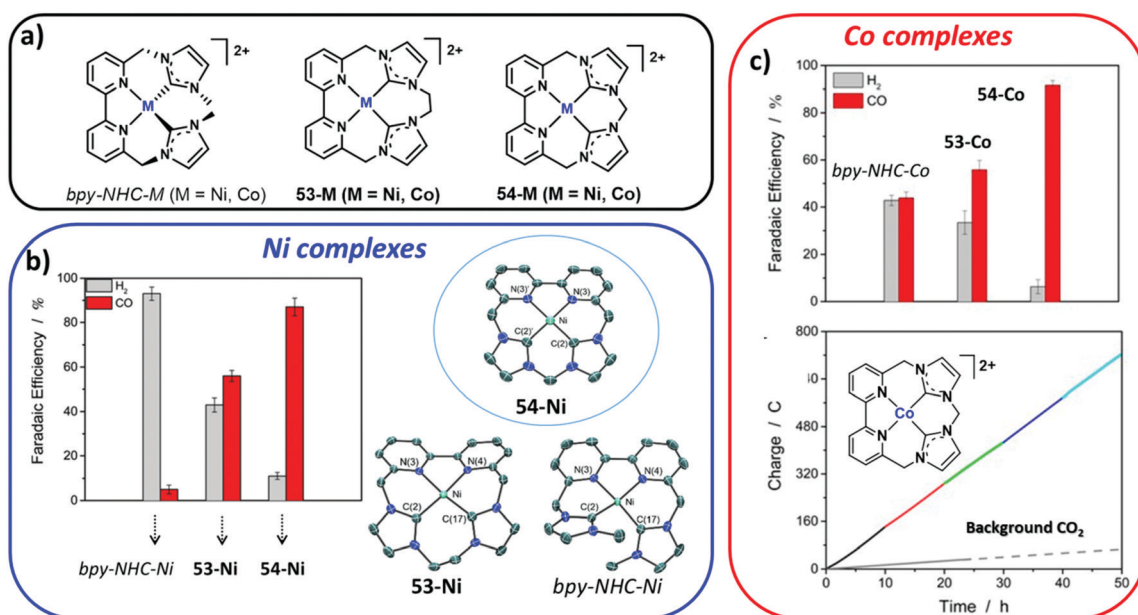 a)
2+
N
N
M
N
N
N
N
bpy-NHC-M (M = Ni, Co)
2+
N
N
M
N
N
N
N
53-M (M = Ni, Co)
2+
N
N
M
N
N
N
N
54-M (M = Ni, Co)
b)
Ni complexes
Faradaic Efficiency / %
100
80
60
40
20
0
H2
CO
bpy-NHC-Ni
53-Ni
54-Ni
N(3)'
N(3)
Ni
C(2)'
C(2)
54-Ni
N(3)
N(4)
Ni
C(2)
C(17)
53-Ni
N(3)
N(4)
Ni
C(2)
C(17)
bpy-NHC-Ni
Co complexes
c)
Faradaic Efficiency / %
100
80
60
40
20
0
H2
CO
bpy-NHC-Co
53-Co
54-Co
Charge / C
800
480
320
160
0
2+
N
N
Co
N
N
N
N
Background CO2
0
10
20
30
40
50
Time / h